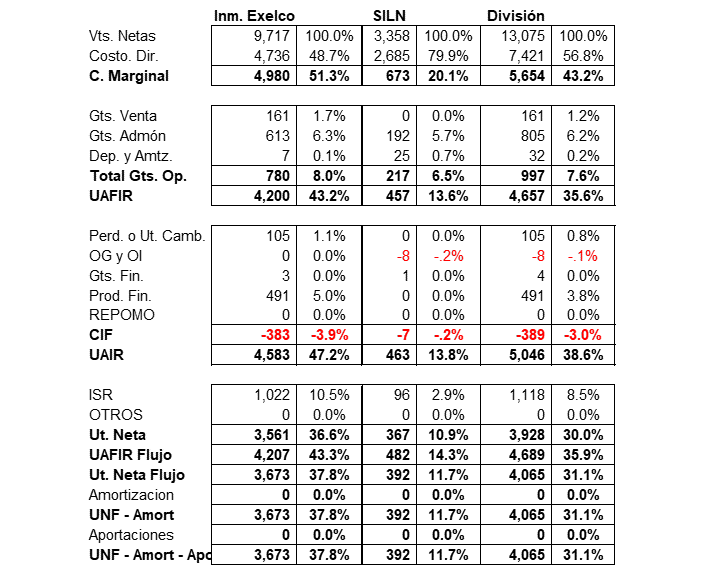 Inm. Exelco SILN División
Vts. Netas 9,717 100.0% 3,358 100.0% 13,075 100.0%
Costo. Dir. 4,736 48.7% 2,685 79.9% 7,421 56.8%
C. Marginal 4,980 51.3% 673 20.1% 5,654 43.2%
Gts. Venta 161 1.7% 0 0.0% 161 1.2%
Gts. Admón 613 6.3% 192 5.7% 805 6.2%
Dep. y Amtz. 7 0.1% 25 0.7% 32 0.2%
Total Gts. Op. 780 8.0% 217 6.5% 997 7.6%
UAFIR 4,200 43.2% 457 13.6% 4,657 35.6%
Perd. o Ut. Camb. 105 1.1% 0 0.0% 105 0.8%
OG y OI 0 0.0% -8 -.2% -8 -.1%
Gts. Fin. 3 0.0% 1 0.0% 4 0.0%
Prod. Fin. 491 5.0% 0 0.0% 491 3.8%
REPOMO 0 0.0% 0 0.0% 0 0.0%
CIF -383 -3.9% -7 -.2% -389 -3.0%
UAIR 4,583 47.2% 463 13.8% 5,046 38.6%
ISR 1,022 10.5% 96 2.9% 1,118 8.5%
OTROS 0 0.0% 0 0.0% 0 0.0%
Ut. Neta 3,561 36.6% 367 10.9% 3,928 30.0%
UAFIR Flujo 4,207 43.3% 482 14.3% 4,689 35.9%
Ut. Neta Flujo 3,673 37.8% 392 11.7% 4,065 31.1%
Amortizacion 0 0.0% 0 0.0% 0 0.0%
UNF - Amort 3,673 37.8% 392 11.7% 4,065 31.1%
Aportaciones 0 0.0% 0 0.0% 0 0.0%
UNF - Amort - Apo 3,673 37.8% 392 11.7% 4,065 31.1%